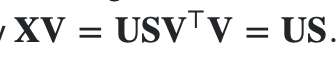 XV = USV⊤V = US.